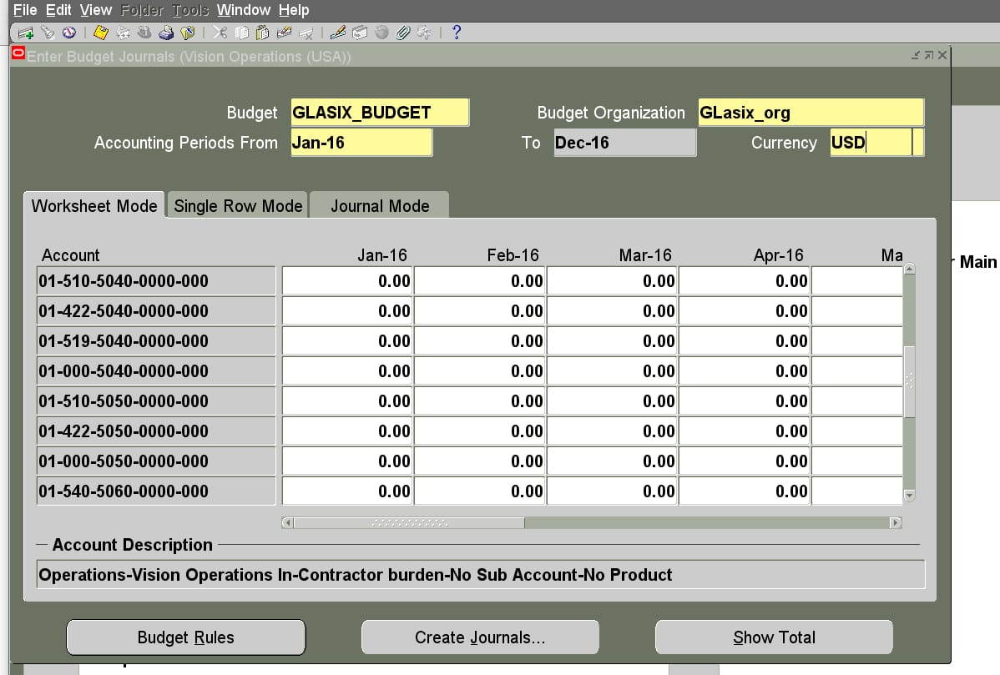 File Edit View Folder Tools Window Help
Enter Budget Journals (Vision Operations (USA))
Budget GLASIX_BUDGET Budget Organization GLasix_org
Accounting Periods From Jan-16 To Dec-16 Currency USD
Worksheet Mode Single Row Mode Journal Mode
Account Jan-16 Feb-16 Mar-16 Apr-16 Ma
Main
01-510-5040-0000-000 0.00 0.00 0.00 0.00
01-422-5040-0000-000 0.00 0.00 0.00 0.00
01-519-5040-0000-000 0.00 0.00 0.00 0.00
01-000-5040-0000-000 0.00 0.00 0.00 0.00
01-510-5050-0000-000 0.00 0.00 0.00 0.00
01-422-5050-0000-000 0.00 0.00 0.00 0.00
01-000-5050-0000-000 0.00 0.00 0.00 0.00
01-540-5060-0000-000 0.00 0.00 0.00 0.00
Account Description
Operations-Vision Operations In-Contractor burden-No Sub Account-No Product
Budget Rules Create Journals... Show Total